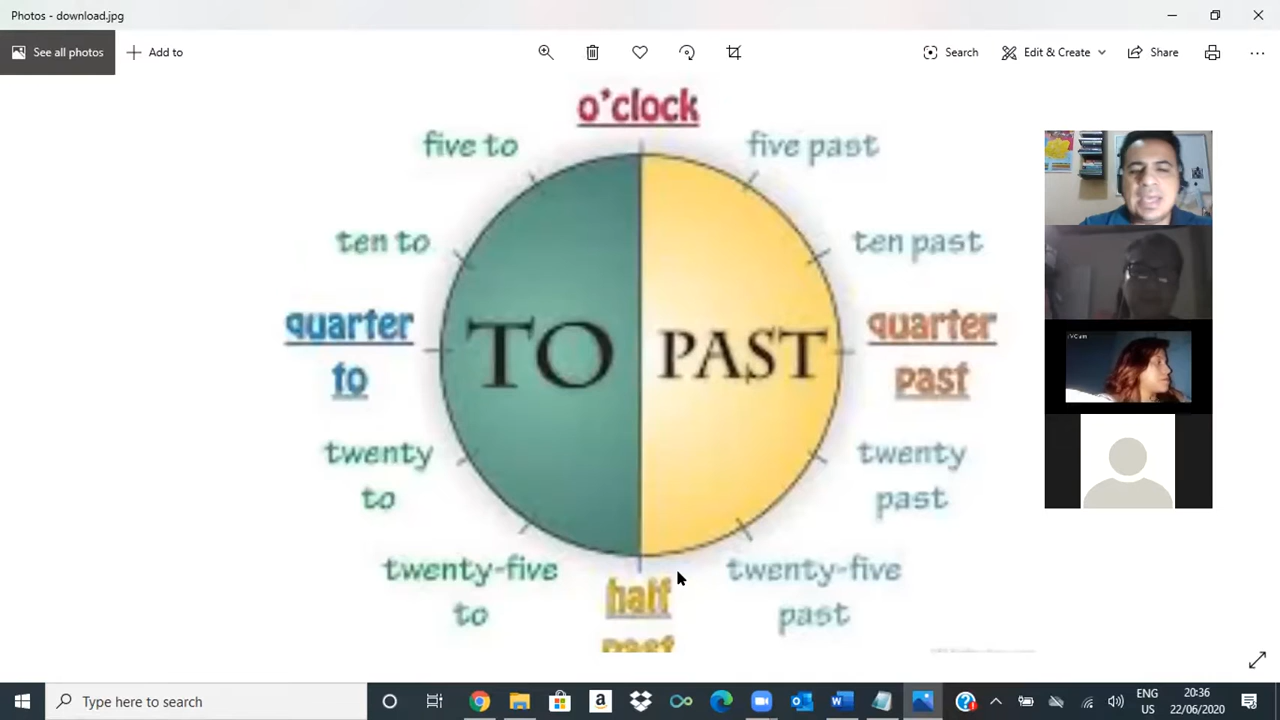 Photos - download.jpg
See all photos
Add to
Search
Edit & Create
Share
o'clock
five to
five past
ten to
ten past
quarter
to
quarter
past
TO
PAST
twenty
to
twenty
past
twenty-five
to
twenty-five
past
half
past
iVCam
Type here to search
ENG
US
20:36
22/06/2020